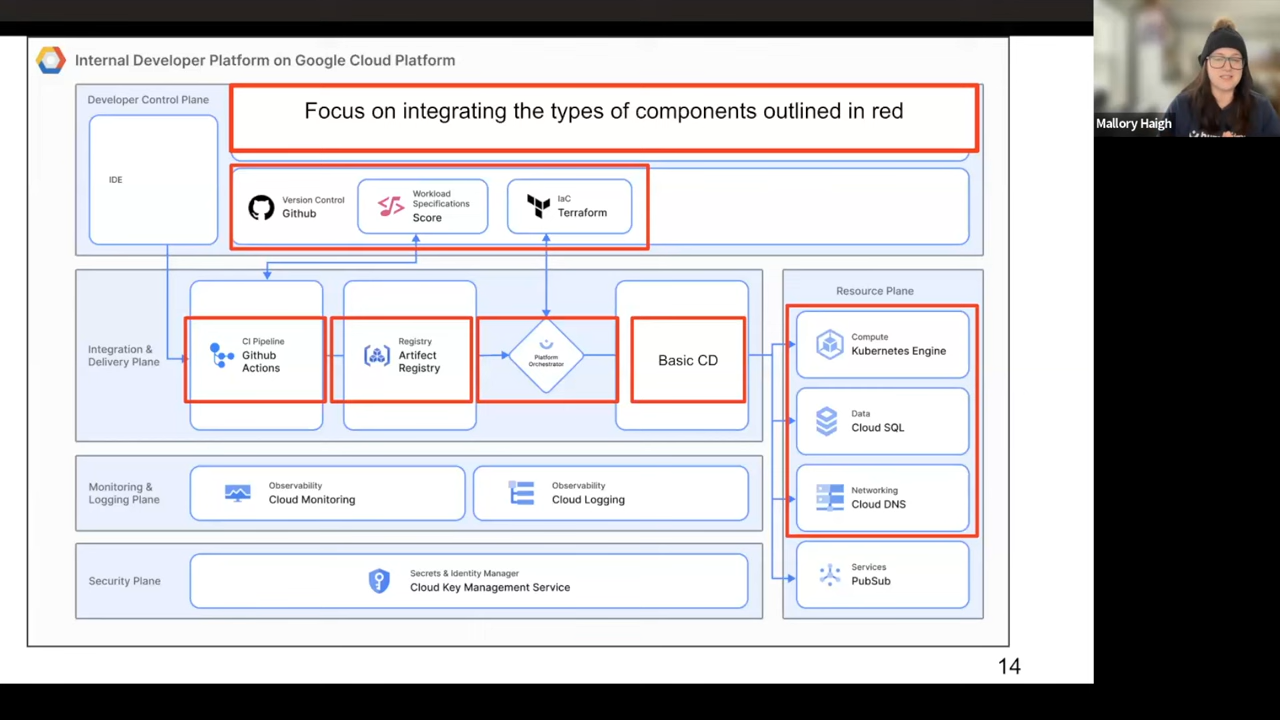 Internal Developer Platform on Google Cloud Platform
Mallory Haigh
Developer Control Plane
Focus on integrating the types of components outlined in red
IDE
Version Control
Github
Workload
Specifications
Score
IaC
Terraform
Integration &
Delivery Plane
CI Pipeline
Github
Actions
Registry
Artifect
Registry
Platform
Orchestrator
Basic CD
Resource Plane
Compute
Kubernetes Engine
Data
Cloud SQL
Networking
Cloud DNS
Services
PubSub
Monitoring &
Logging Plane
Observability
Cloud Monitoring
Observability
Cloud Logging
Security Plane
Secrets & Identity Manager
Cloud Key Management Service
14